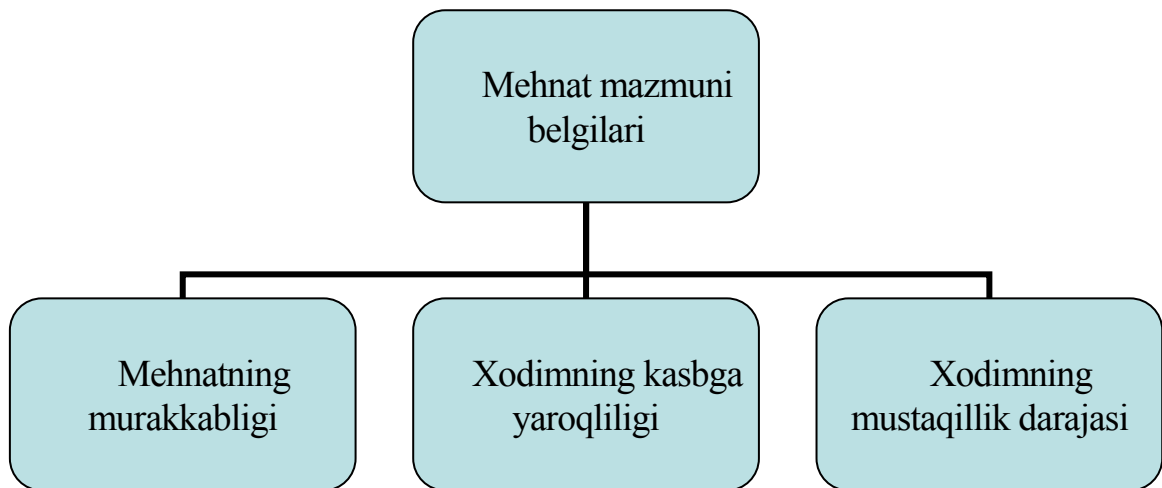 Mehnat mazmuni
belgilari
Mehnatning
murakkabligi
Xodimning kasbga
yaroqliligi
Xodimning
mustaqillik darajasi